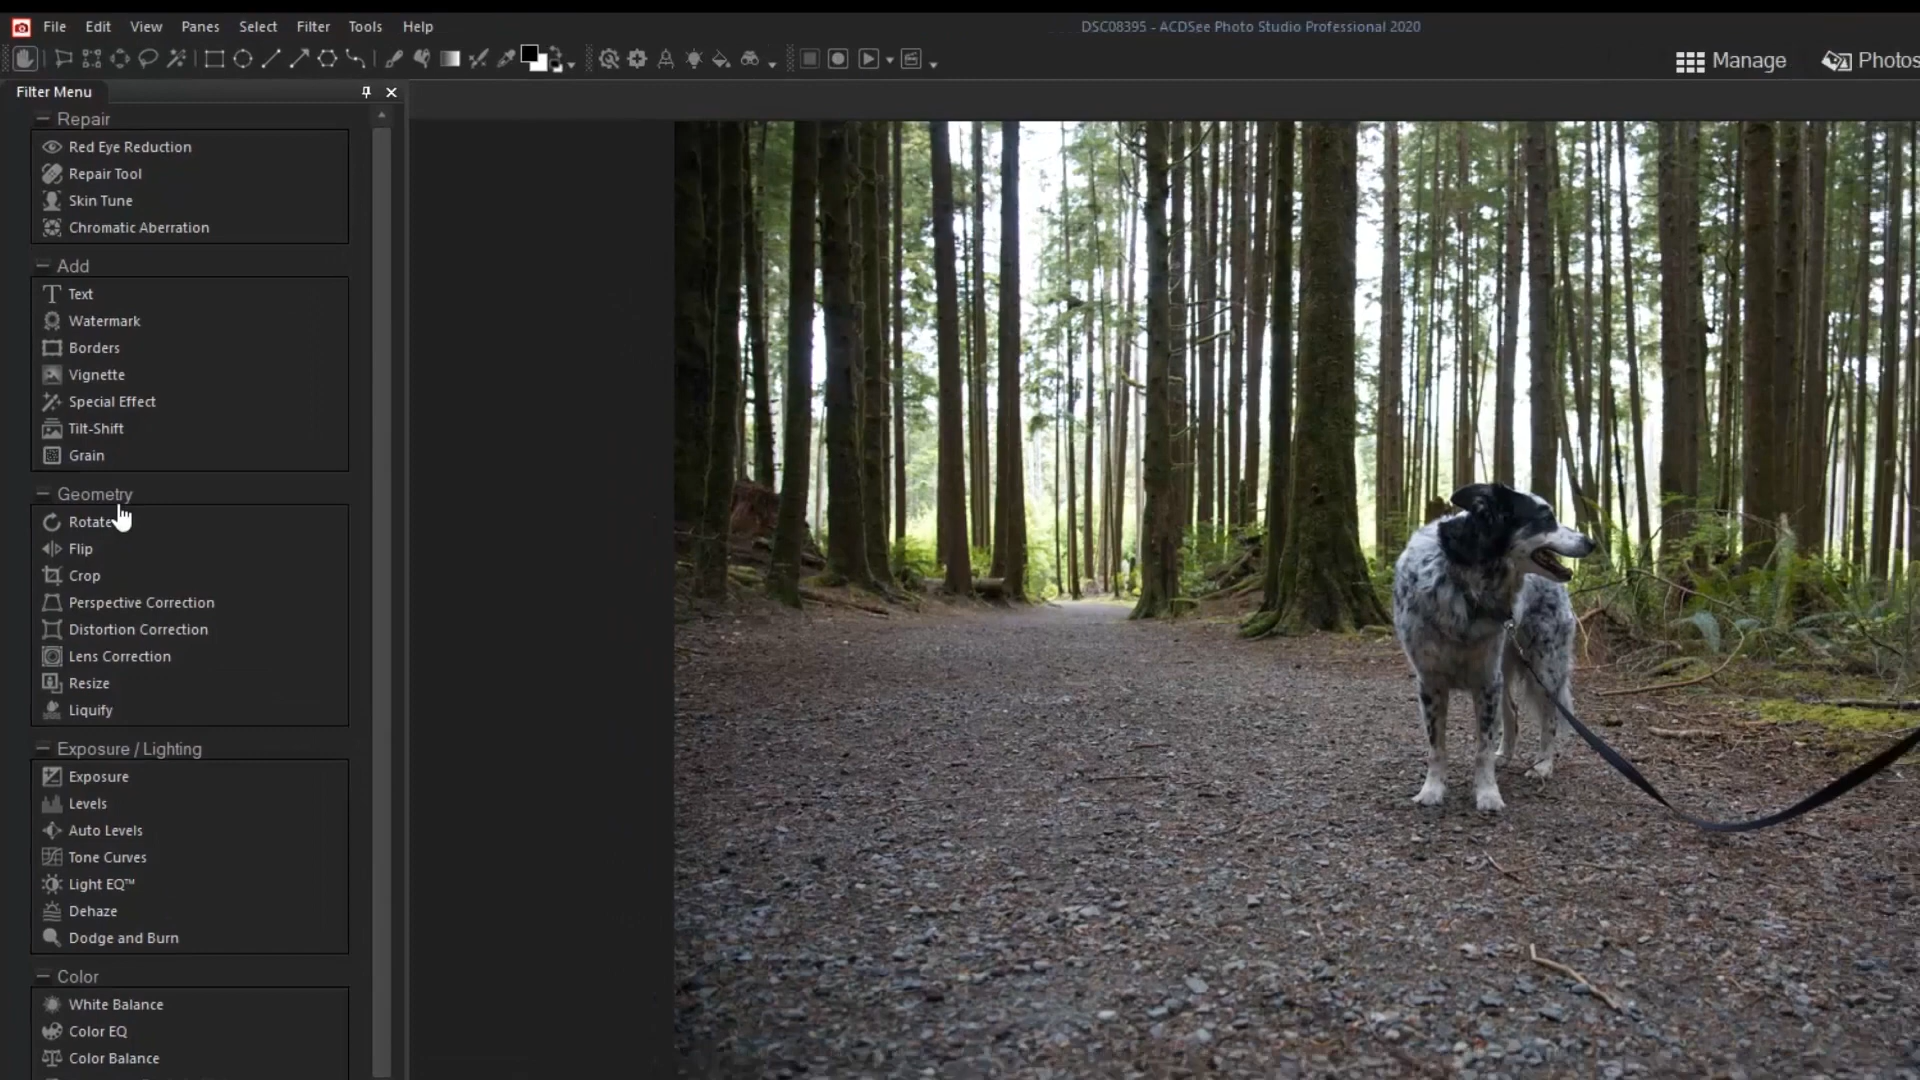 File Edit View Panes Select Filter Tools Help
DSC08395 - ACDSee Photo Studio Professional 2020
Manage
Photos
Filter Menu
Repair
Red Eye Reduction
Repair Tool
Skin Tune
Chromatic Aberration
Add
Text
Watermark
Borders
Vignette
Special Effect
Tilt-Shift
Grain
Geometry
Rotate
Flip
Crop
Perspective Correction
Distortion Correction
Lens Correction
Resize
Liquify
Exposure / Lighting
Exposure
Levels
Auto Levels
Tone Curves
Light EQ™
Dehaze
Dodge and Burn
Color
White Balance
Color EQ
Color Balance